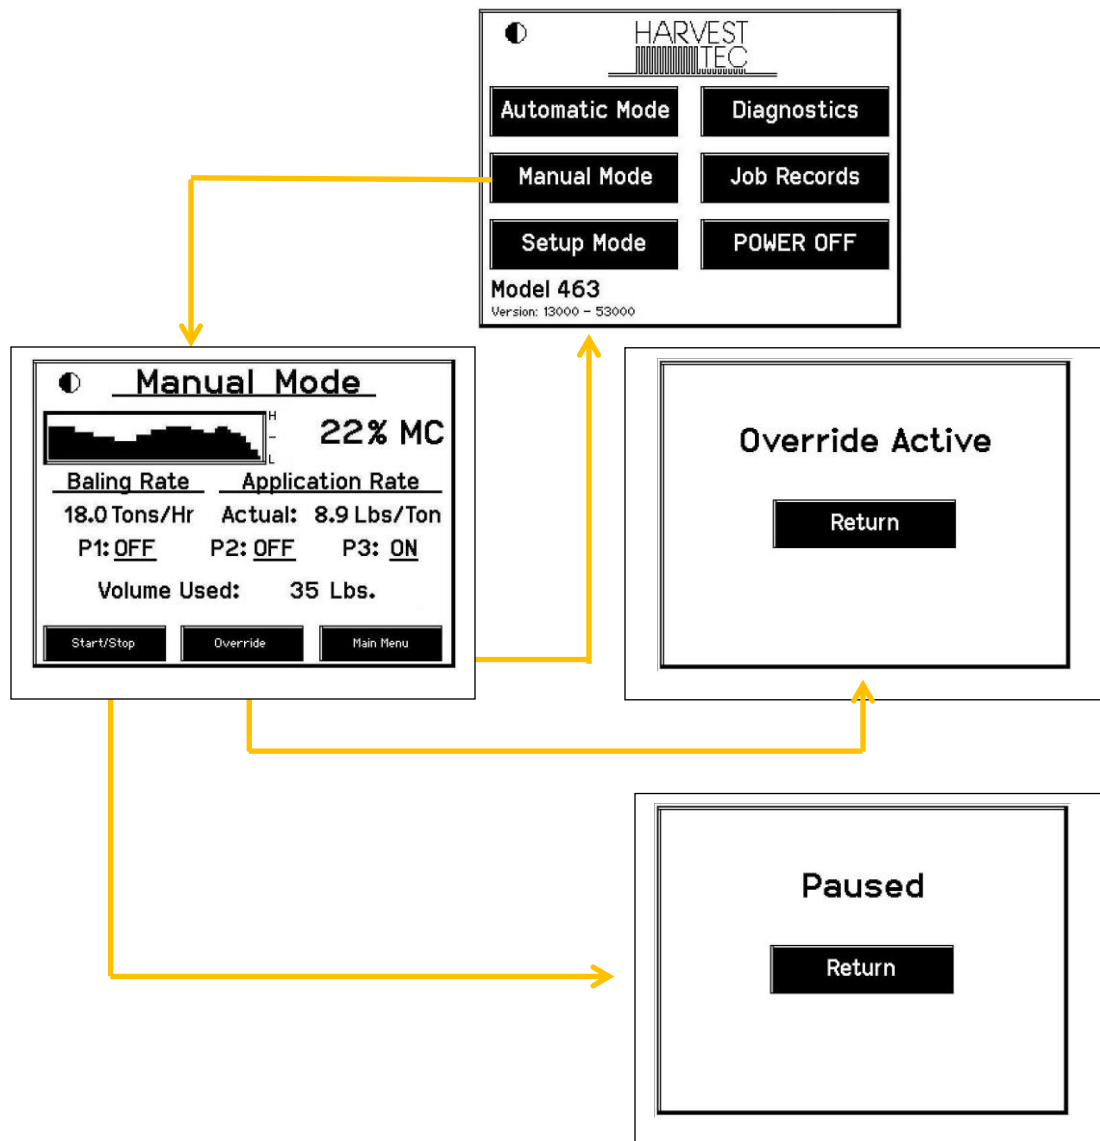 HARVEST
TEC
Automatic Mode
Diagnostics
Manual Mode
Job Records
Setup Mode
POWER OFF
Model 463
Version: 13000 - 53000
Manual Mode
H
-
L
22% MC
Baling Rate
Application Rate
18.0 Tons/Hr
Actual: 8.9 Lbs/Ton
P1: OFF
P2: OFF
P3: ON
Volume Used: 35 Lbs.
Start/Stop
Override
Main Menu
Override Active
Return
Paused
Return